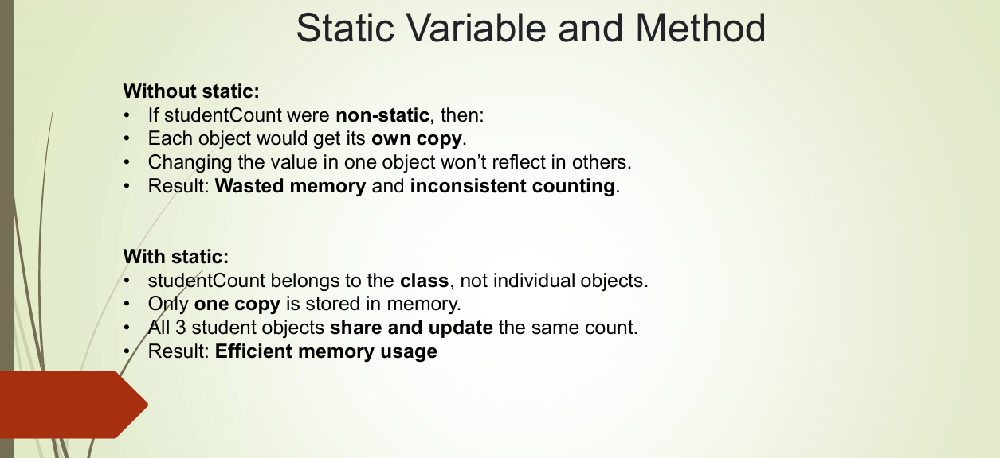 Static Variable and Method
Without static:
• If studentCount were non-static, then:
• Each object would get its own copy.
• Changing the value in one object won’t reflect in others.
• Result: Wasted memory and inconsistent counting.
With static:
• studentCount belongs to the class, not individual objects.
• Only one copy is stored in memory.
• All 3 student objects share and update the same count.
• Result: Efficient memory usage